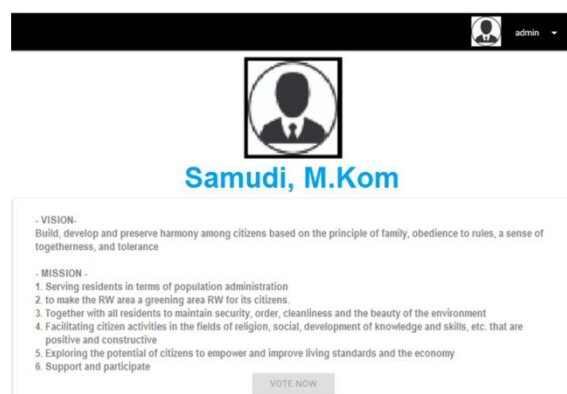 admin
Samudi, M.Kom
- VISION-
Build, develop and preserve harmony among citizens based on the principle of family, obedience to rules, a sense of
togetherness, and tolerance
- MISSION -
1. Serving residents in terms of population administration
2. to make the RW area a greening area RW for its citizens.
3. Together with all residents to maintain security, order, cleanliness and the beauty of the environment
4. Facilitating citizen activities in the fields of religion, social, development of knowledge and skills, etc. that are
positive and constructive
5. Exploring the potential of citizens to empower and improve living standards and the economy
6. Support and participate
VOTE NOW